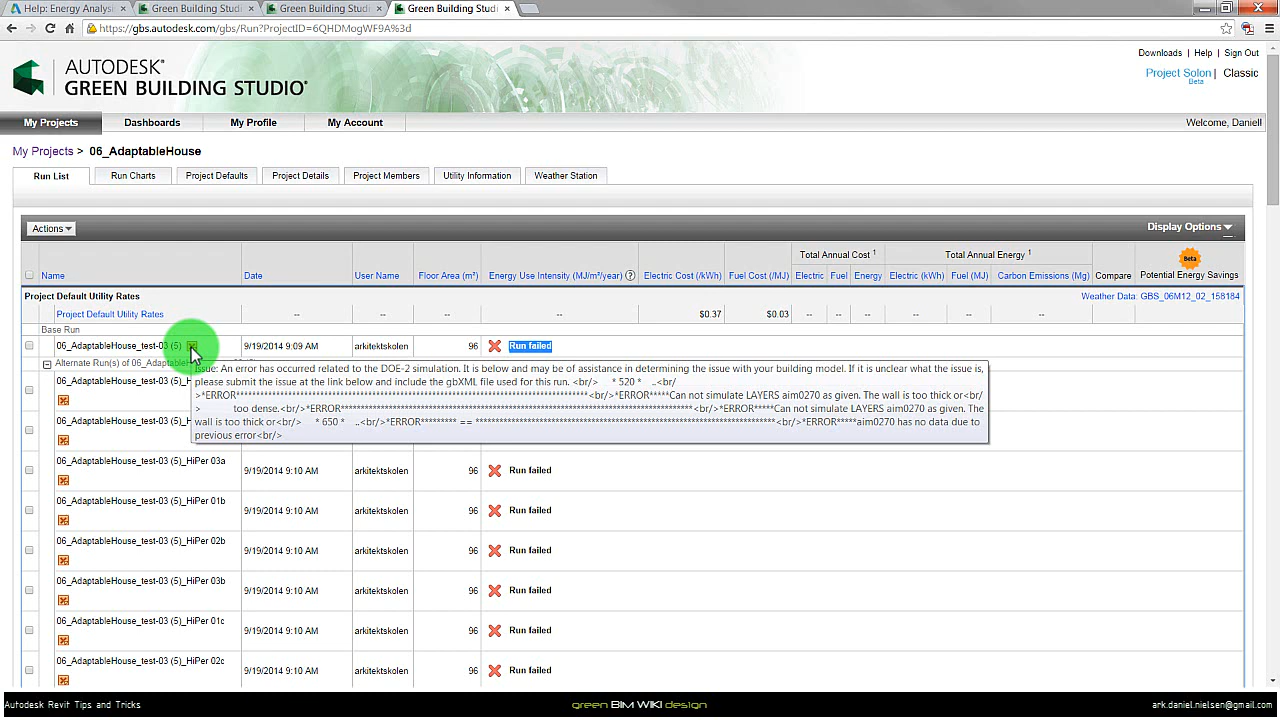 Help: Energy Analysi
Green Building Studi
Green Building Studi
Green Building Studi
https://gbs.autodesk.com/gbs/Run?ProjectID=6QHDMogWF9A%3d
Downloads | Help | Sign Out
AUTODESK®
GREEN BUILDING STUDIO®
Project Solon | Classic
Beta
My Projects Dashboards My Profile My Account Welcome, Daniell
My Projects > 06_AdaptableHouse
Run List Run Charts Project Defaults Project Details Project Members Utility Information Weather Station
Actions Display Options
Total Annual Cost 1 Total Annual Energy 1 Beta
Name Date User Name Floor Area (m²) Energy Use Intensity (MJ/m²/year) ? Electric Cost (/kWh) Fuel Cost (/MJ) Electric Fuel Energy Electric (kWh) Fuel (MJ) Carbon Emissions (Mg) Compare Potential Energy Savings
Project Default Utility Rates Weather Data: GBS_06M12_02_158184
Project Default Utility Rates -- -- -- -- $0.37 $0.03 -- -- -- -- -- -- -- --
Base Run
06_AdaptableHouse_test-03 (5) 9/19/2014 9:09 AM arkitektskolen 96 Run failed
Alternate Run(s) of 06_Adaptabl
Issue: An error has occurred related to the DOE-2 simulation. It is below and may be of assistance in determining the issue with your building model. If it is unclear what the issue is,
please submit the issue at the link below and include the gbXML file used for this run. <br/> * 520 * ..<br/
>*ERROR**********************************************************************<br/>*ERROR*****Can not simulate LAYERS aim0270 as given. The wall is too thick or<br/
> too dense.<br/>*ERROR**********************************************************************<br/>*ERROR*****Can not simulate LAYERS aim0270 as given. The
wall is too thick or<br/> * 650 * ..<br/>*ERROR********* == ************************************************************<br/>*ERROR*****aim0270 has no data due to
previous error<br/>
06_AdaptableHouse_test-03 (5)_H
06_AdaptableHouse_test-03 (5)_H
06_AdaptableHouse_test-03 (5)_HiPer 03a 9/19/2014 9:10 AM arkitektskolen 96 Run failed
06_AdaptableHouse_test-03 (5)_HiPer 01b 9/19/2014 9:10 AM arkitektskolen 96 Run failed
06_AdaptableHouse_test-03 (5)_HiPer 02b 9/19/2014 9:10 AM arkitektskolen 96 Run failed
06_AdaptableHouse_test-03 (5)_HiPer 03b 9/19/2014 9:10 AM arkitektskolen 96 Run failed
06_AdaptableHouse_test-03 (5)_HiPer 01c 9/19/2014 9:10 AM arkitektskolen 96 Run failed
06_AdaptableHouse_test-03 (5)_HiPer 02c 9/19/2014 9:10 AM arkitektskolen 96 Run failed
Autodesk Revit Tips and Tricks green BIM WIKI design ark.daniel.nielsen@gmail.com